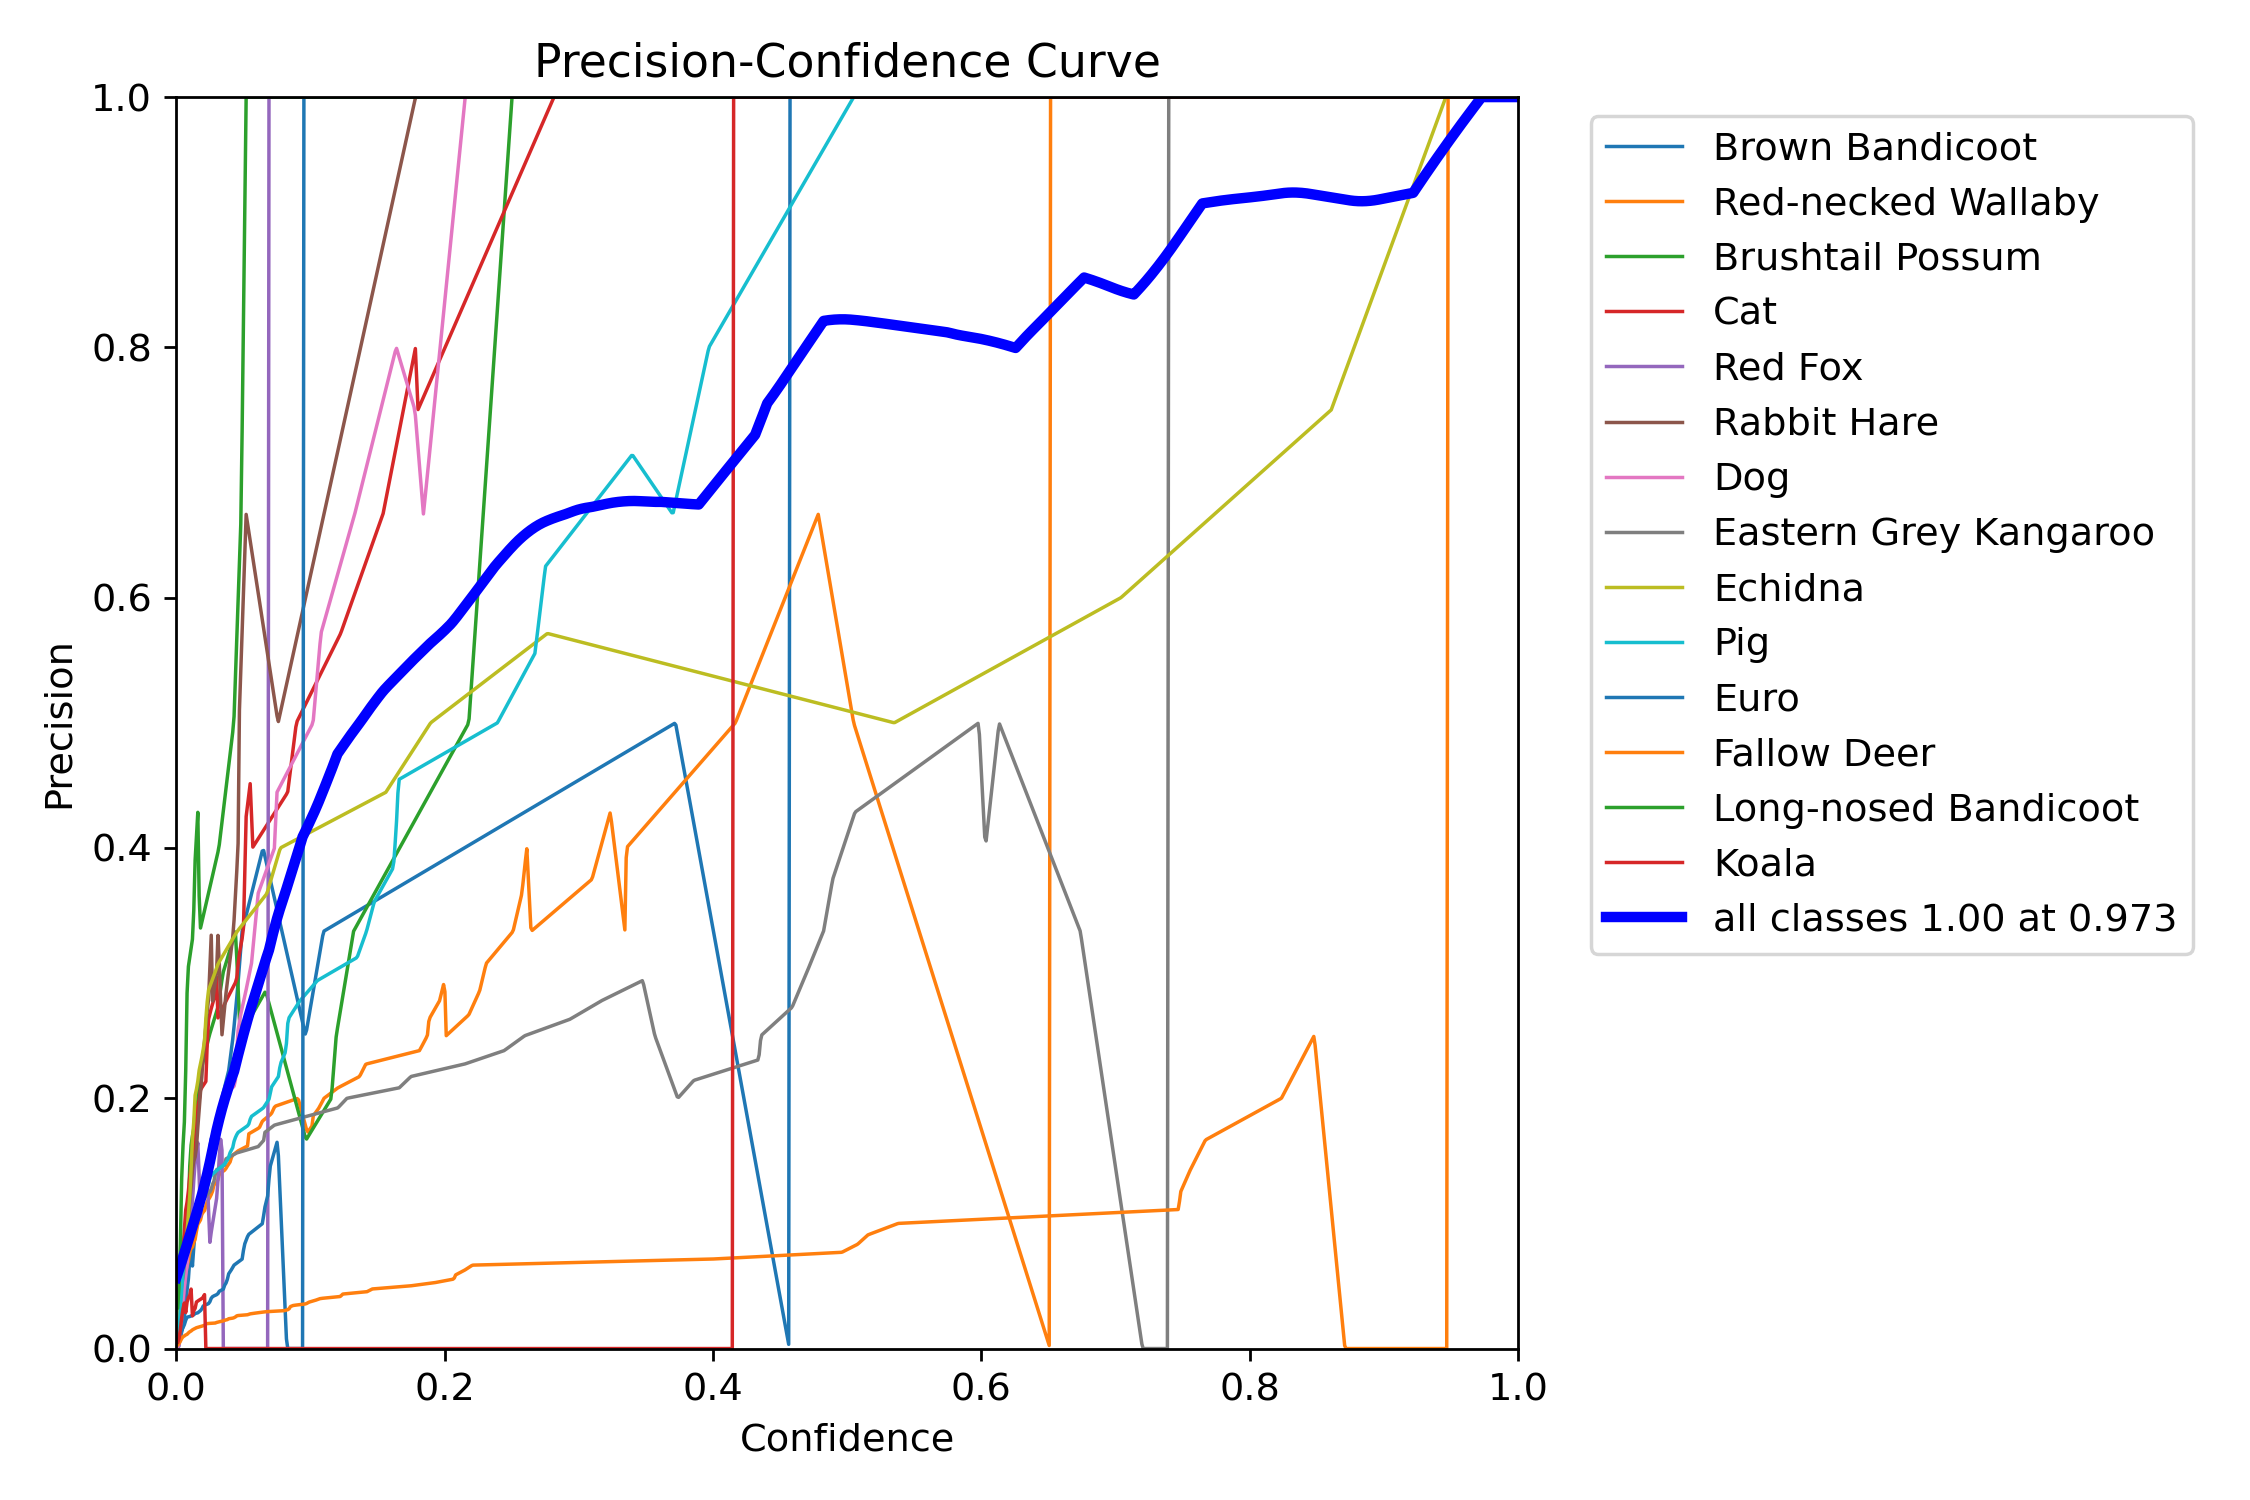 Precision-Confidence Curve
1.0
0.8
0.6
0.4
0.2
0.0
Precision
0.0 0.2 0.4 0.6 0.8 1.0
Confidence
Brown Bandicoot
Red-necked Wallaby
Brushtail Possum
Cat
Red Fox
Rabbit Hare
Dog
Eastern Grey Kangaroo
Echidna
Pig
Euro
Fallow Deer
Long-nosed Bandicoot
Koala
all classes 1.00 at 0.973